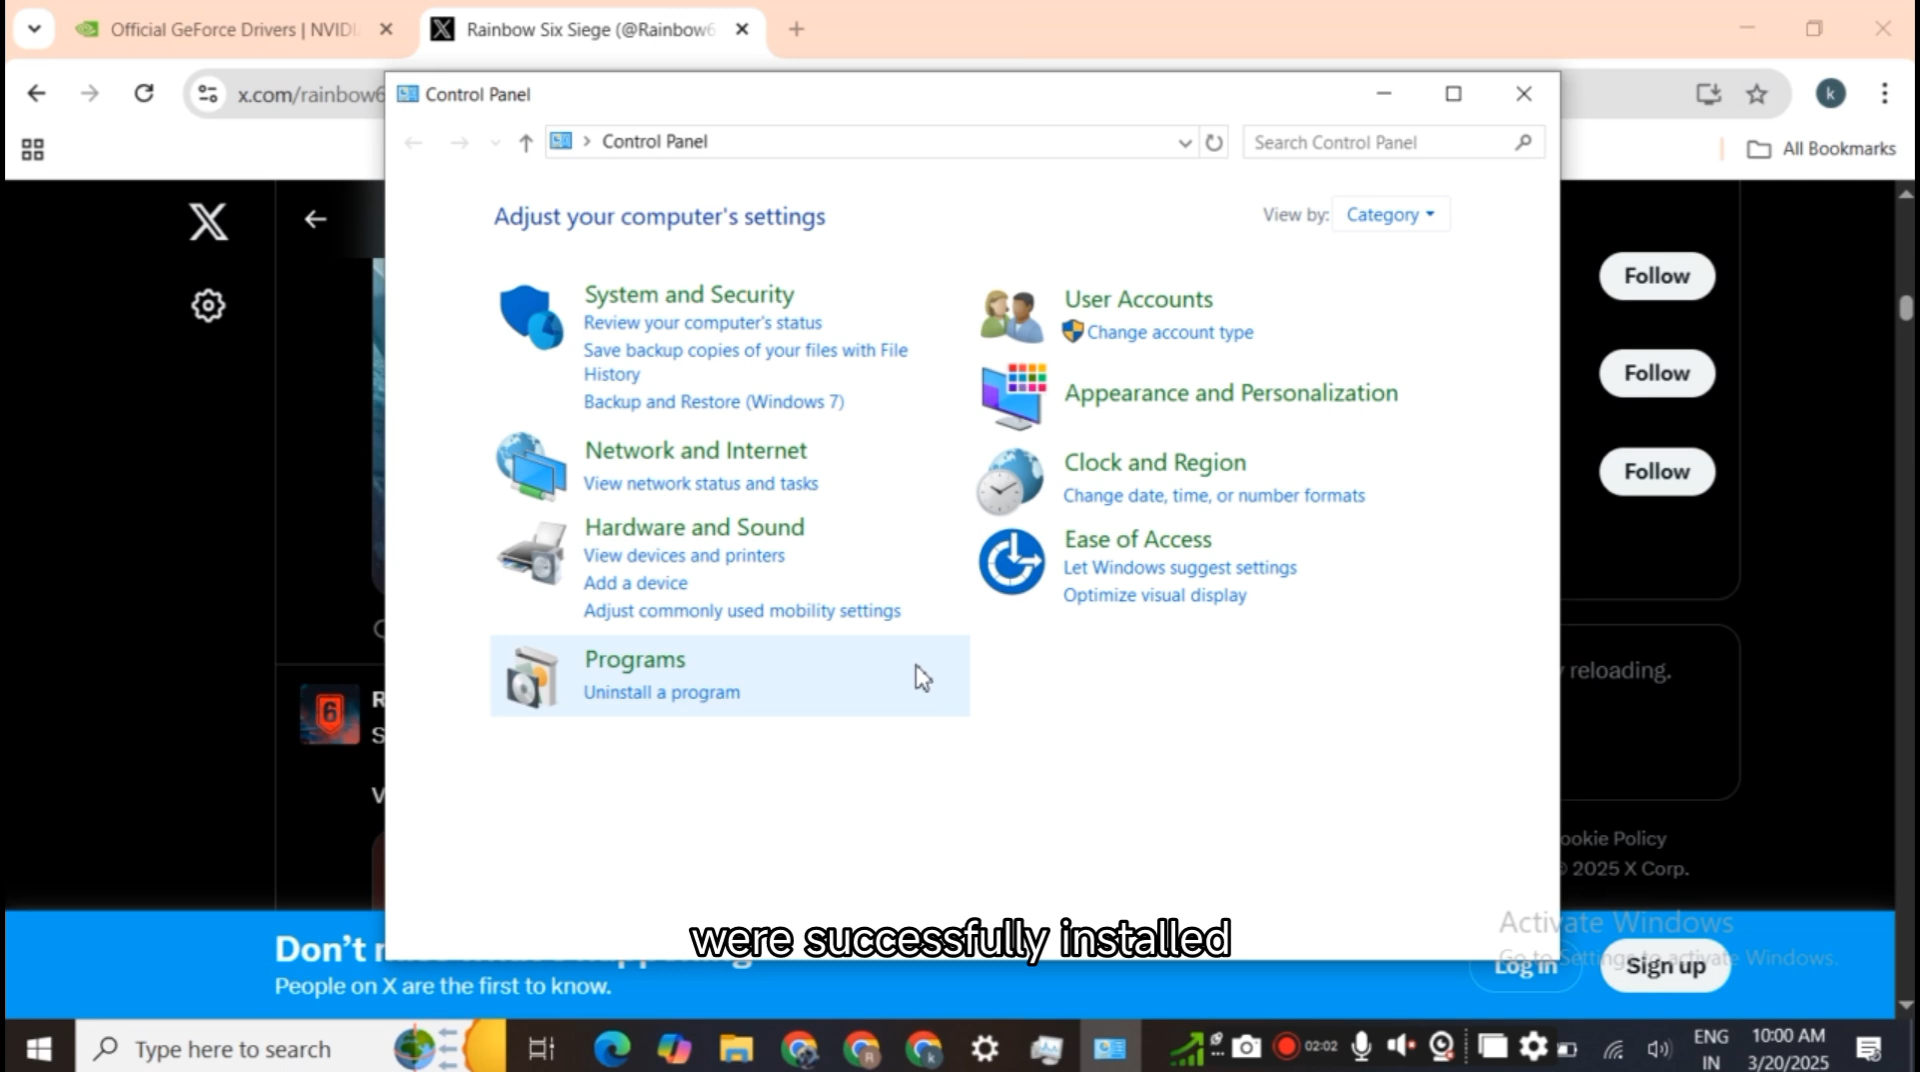 Official GeForce Drivers | NVIDI
Rainbow Six Siege (@Rainbow6
x.com/rainbow6
All Bookmarks
Control Panel
Control Panel
Search Control Panel
Adjust your computer's settings
View by: Category
System and Security
Review your computer's status
Save backup copies of your files with File
History
Backup and Restore (Windows 7)
Network and Internet
View network status and tasks
Hardware and Sound
View devices and printers
Add a device
Adjust commonly used mobility settings
Programs
Uninstall a program
User Accounts
Change account type
Appearance and Personalization
Clock and Region
Change date, time, or number formats
Ease of Access
Let Windows suggest settings
Optimize visual display
Follow
Follow
Follow
reloading.
ookie Policy
2025 X Corp.
were successfully installed
Activate Windows
Go to Settings to activate Windows.
Don't
People on X are the first to know.
Log in
Sign up
Type here to search
02:02
ENG
IN
10:00 AM
3/20/2025